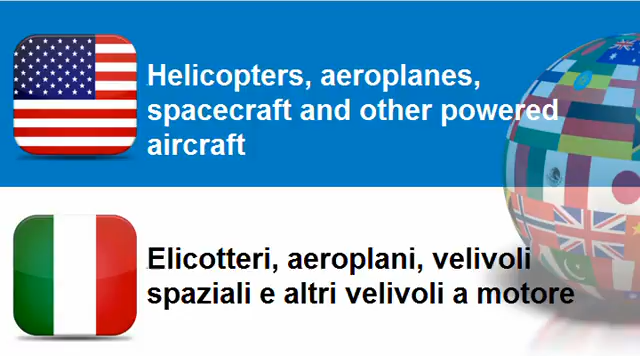 Helicopters, aeroplanes,
spacecraft and other powered
aircraft
Elicotteri, aeroplani, velivoli
spaziali e altri velivoli a motore